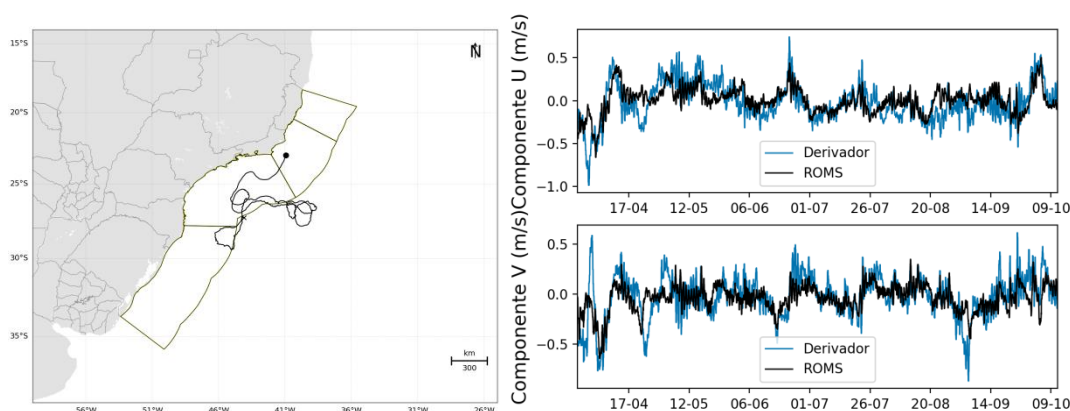 15°S
20°S
25°S
30°S
35°S
56°W 51°W 46°W 41°W 36°W 31°W 26°W
N
km
300
Componente U (m/s)
0.5
0.0
−0.5
−1.0
Derivador
ROMS
17-04 12-05 06-06 01-07 26-07 20-08 14-09 09-10
Componente V (m/s)
0.5
0.0
−0.5
Derivador
ROMS
17-04 12-05 06-06 01-07 26-07 20-08 14-09 09-10